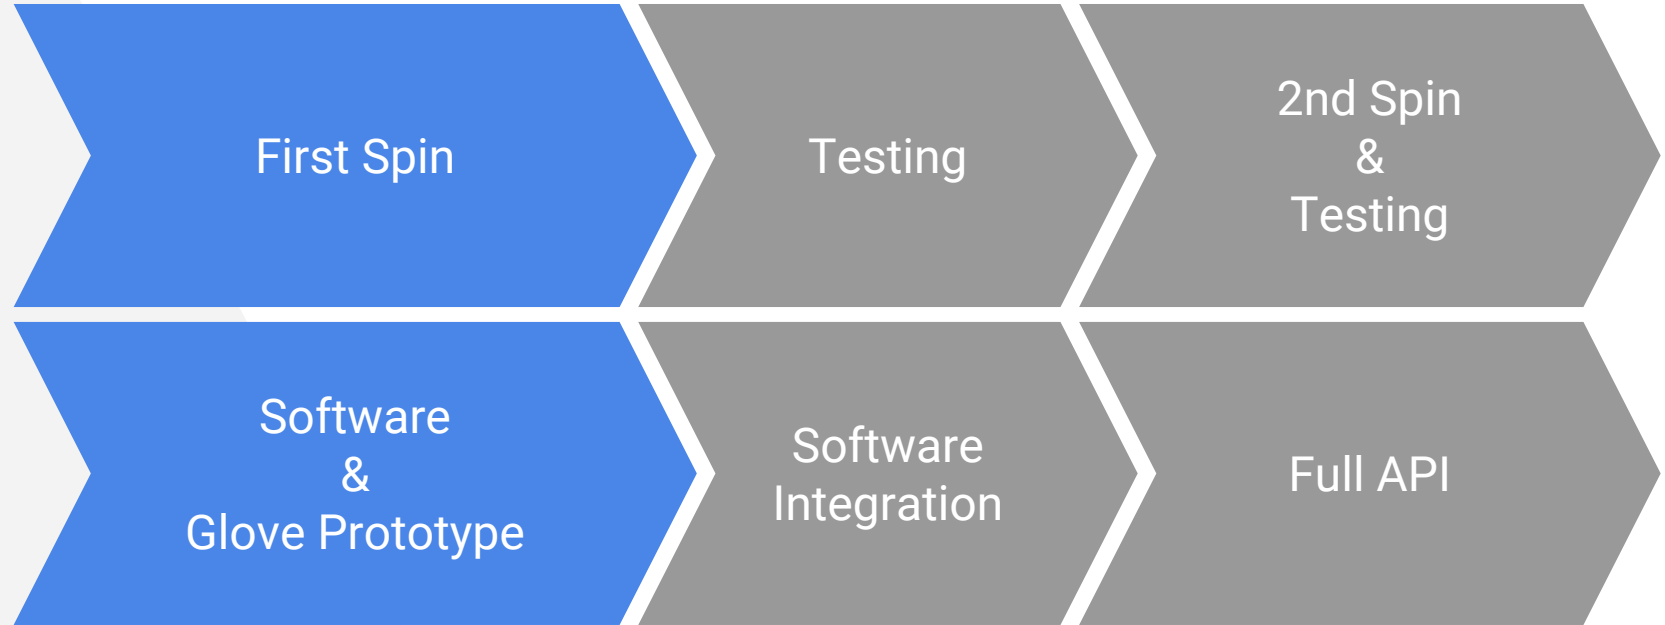 First Spin
Testing
2nd Spin
&
Testing
Software
&
Glove Prototype
Software
Integration
Full API